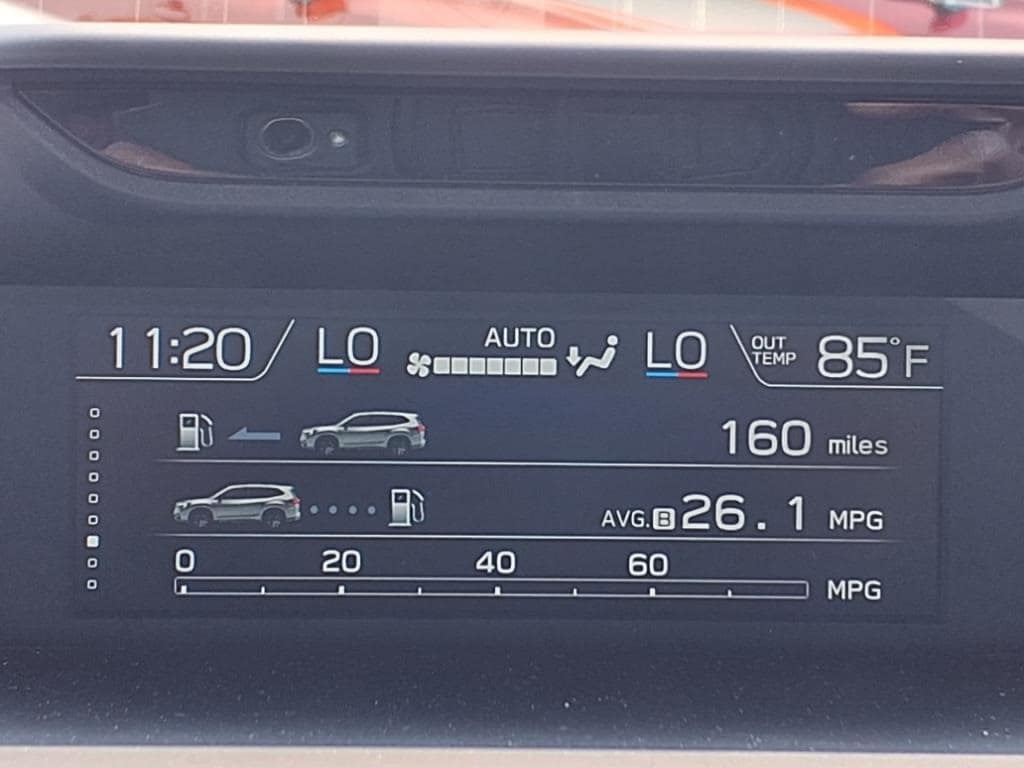 11:20 LO AUTO LO OUT TEMP 85°F
160 miles
AVG. B 26.1 MPG
0 20 40 60
MPG